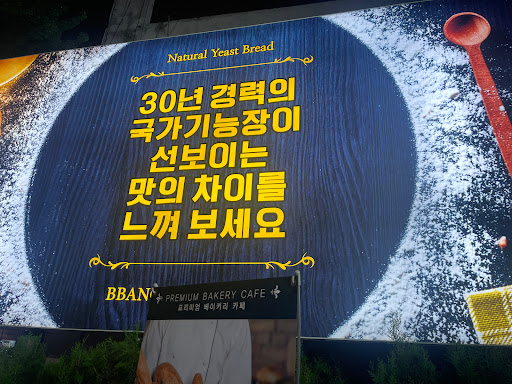 Natural Yeast Bread
30년 경력의
국가기능장이
선보이는
맛의 차이를
느껴 보세요
PREMIUM BAKERY CAFE
프리미엄 베이커리 카페